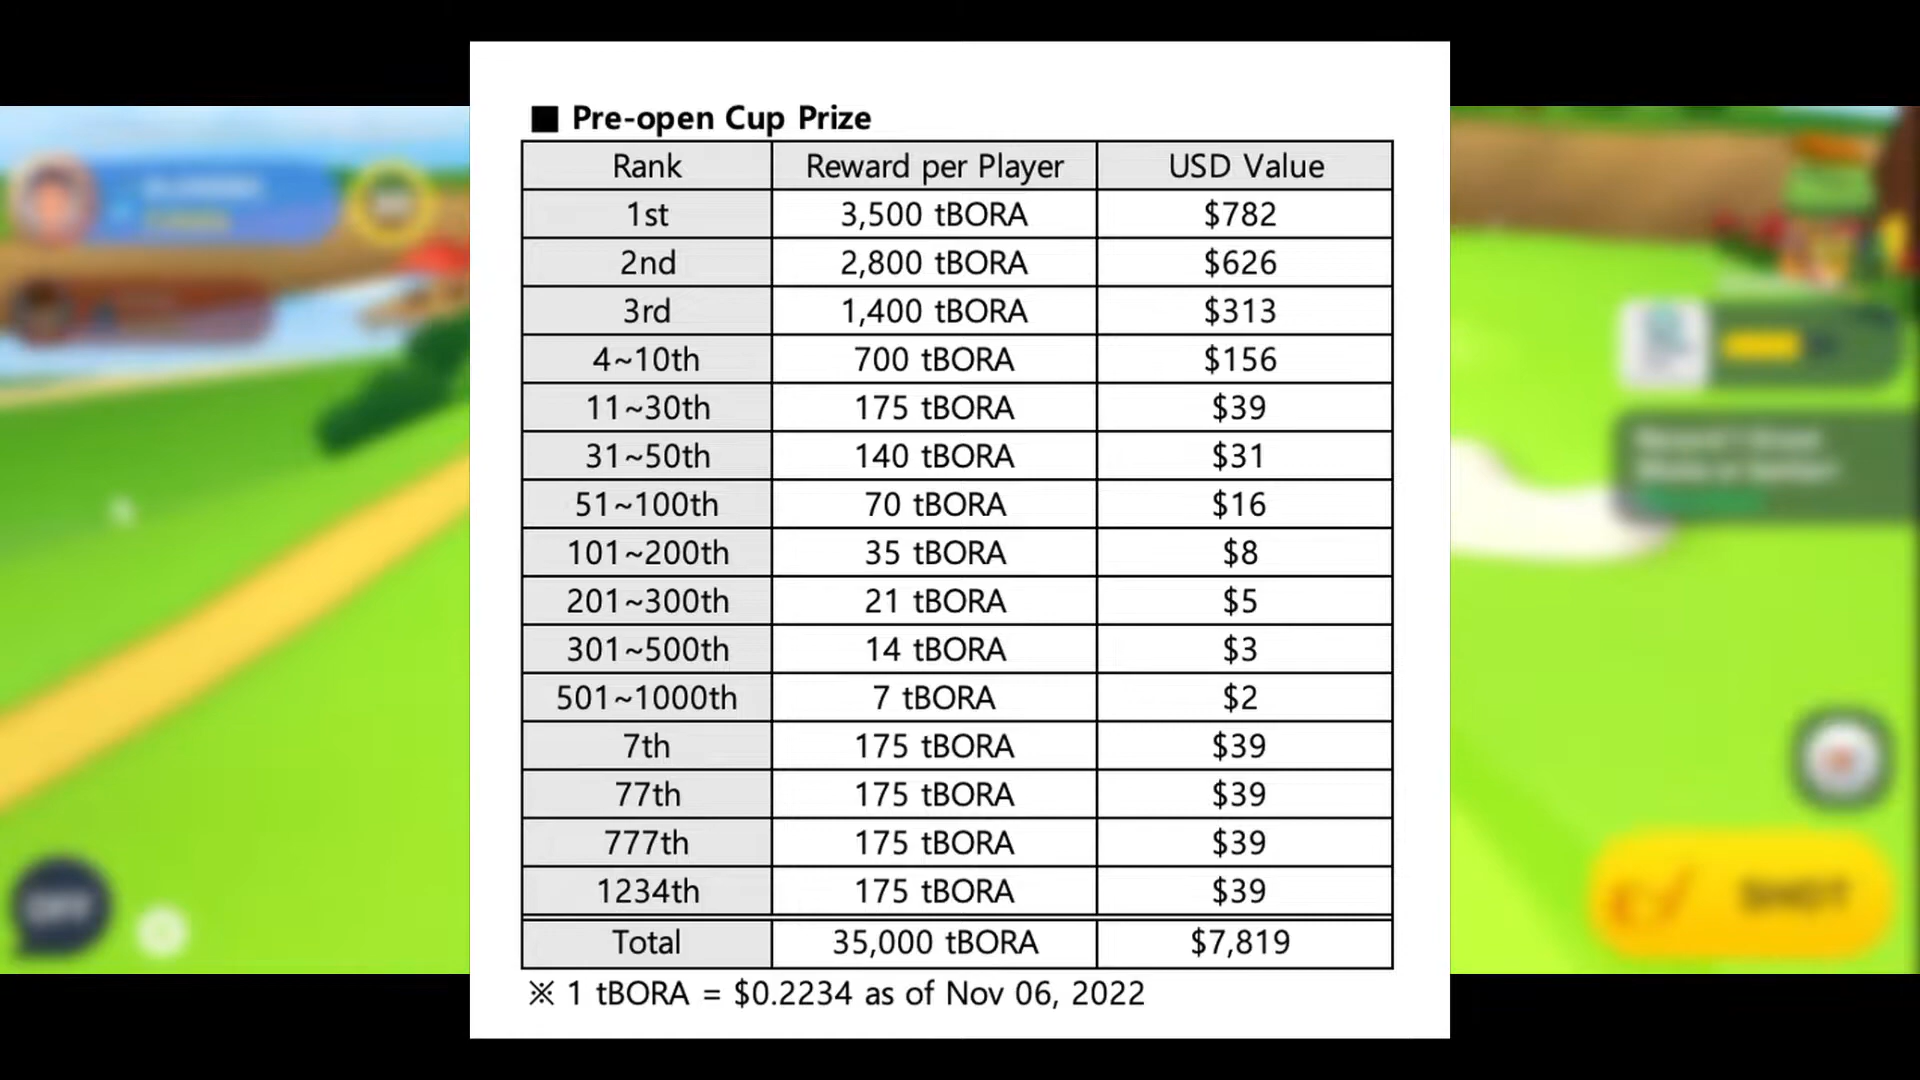 ■ Pre-open Cup Prize
Rank Reward per Player USD Value
1st 3,500 tBORA $782
2nd 2,800 tBORA $626
3rd 1,400 tBORA $313
4~10th 700 tBORA $156
11~30th 175 tBORA $39
31~50th 140 tBORA $31
51~100th 70 tBORA $16
101~200th 35 tBORA $8
201~300th 21 tBORA $5
301~500th 14 tBORA $3
501~1000th 7 tBORA $2
7th 175 tBORA $39
77th 175 tBORA $39
777th 175 tBORA $39
1234th 175 tBORA $39
Total 35,000 tBORA $7,819
※ 1 tBORA = $0.2234 as of Nov 06, 2022
OFF
SHOT